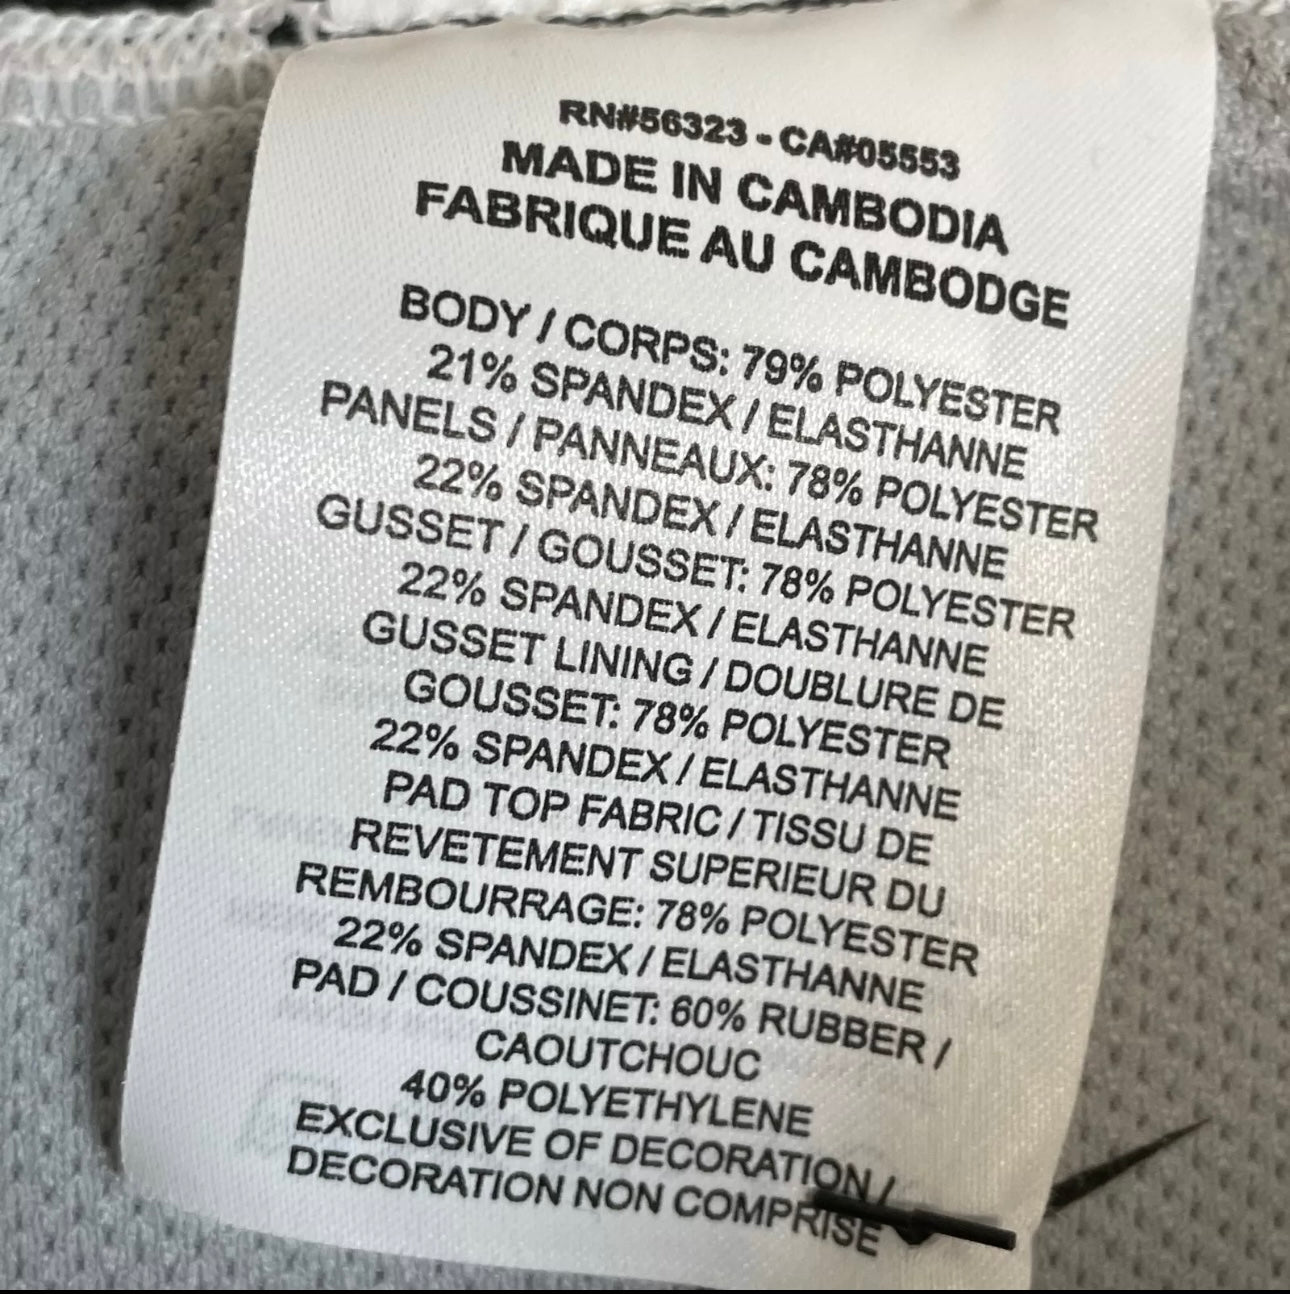 RN#56323 - CA#05553
MADE IN CAMBODIA
FABRIQUE AU CAMBODGE
BODY / CORPS: 79% POLYESTER
21% SPANDEX / ELASTHANNE
PANELS / PANNEAUX: 78% POLYESTER
22% SPANDEX / ELASTHANNE
GUSSET / GOUSSET: 78% POLYESTER
22% SPANDEX / ELASTHANNE
GUSSET LINING / DOUBLURE DE
GOUSSET: 78% POLYESTER
22% SPANDEX / ELASTHANNE
PAD TOP FABRIC / TISSU DE
REVETEMENT SUPERIEUR DU
REMBOURRAGE: 78% POLYESTER
22% SPANDEX / ELASTHANNE
PAD / COUSSINET: 60% RUBBER /
CAOUTCHOUC
40% POLYETHYLENE
EXCLUSIVE OF DECORATION /
DECORATION NON COMPRISE